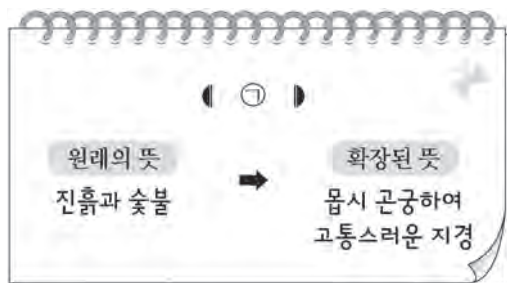 ㉠
원래의 뜻
확장된 뜻
진흙과 숯불
몹시 곤궁하여
고통스러운 지경